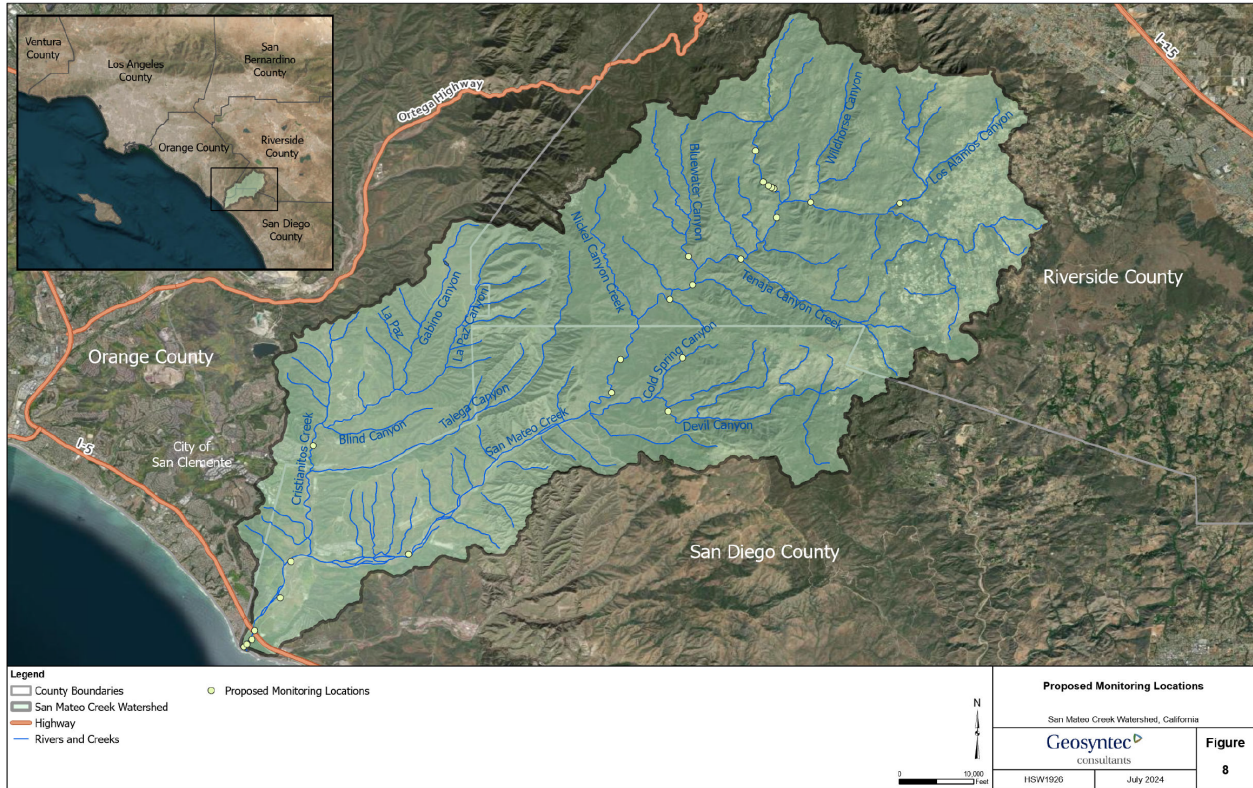 Ventura
County
Los Angeles
County
San
Bernardino
County
Orange County
Riverside
County
San Diego
County
Ortega Highway
I-15
Wildhorse Canyon
Los Alamos Canyon
Bluewater Canyon
Nickel Canyon Creek
Tenaja Canyon Creek
Riverside County
Gabino Canyon
La Paz
La Paz Canyon
Cold Spring Canyon
Orange County
Talega Canyon
Blind Canyon
San Mateo Creek
Devil Canyon
Cristianitos Creek
I-5
City of
San Clemente
San Diego County
Legend
County Boundaries
San Mateo Creek Watershed
Highway
Rivers and Creeks
Proposed Monitoring Locations
N
0 10,000
Feet
Proposed Monitoring Locations
San Mateo Creek Watershed, California
Geosyntec
consultants
HSW1926
July 2024
Figure
8